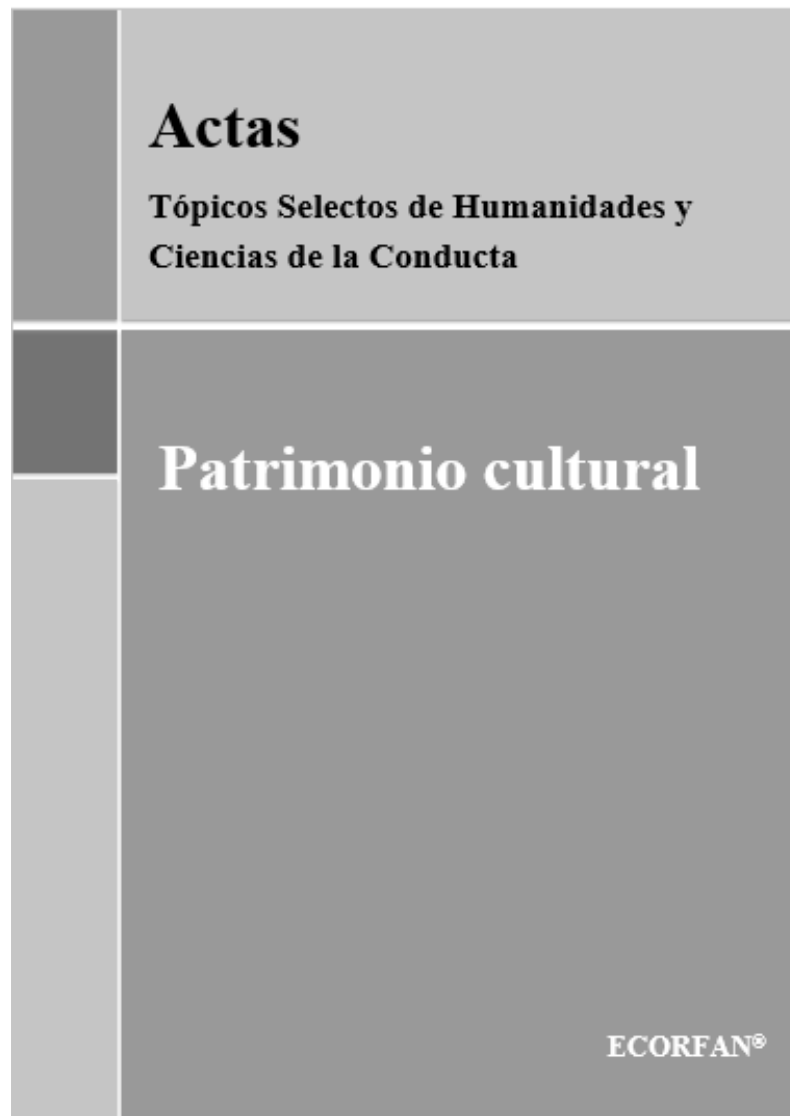 Actas
Tópicos Selectos de Humanidades y
Ciencias de la Conducta
Patrimonio cultural
ECORFAN®